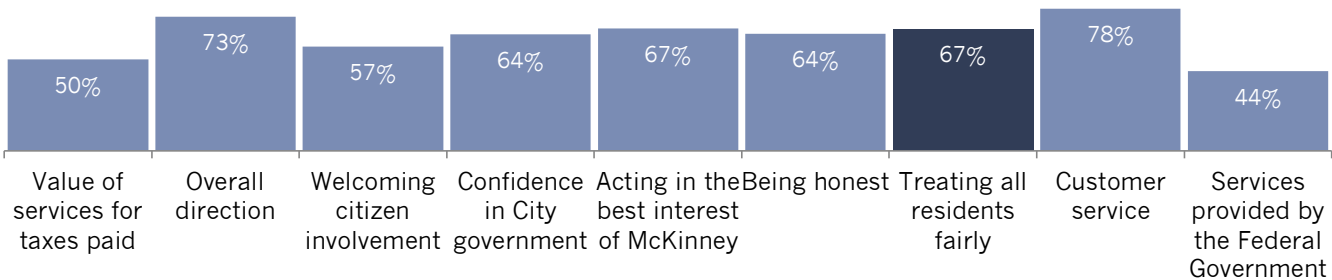 50%
73%
57%
64%
67%
64%
67%
78%
44%
Value of
services for
taxes paid
Overall
direction
Welcoming
citizen
involvement
Confidence
in City
government
Acting in the
best interest
of McKinney
Being honest
Treating all
residents
fairly
Customer
service
Services
provided by
the Federal
Government